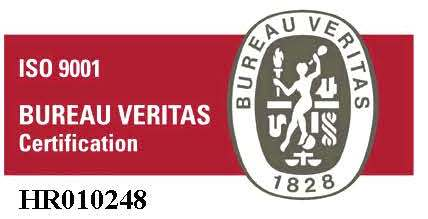 ISO 9001
BUREAU VERITAS
Certification
BUREAU VERITAS
1828
HR010248